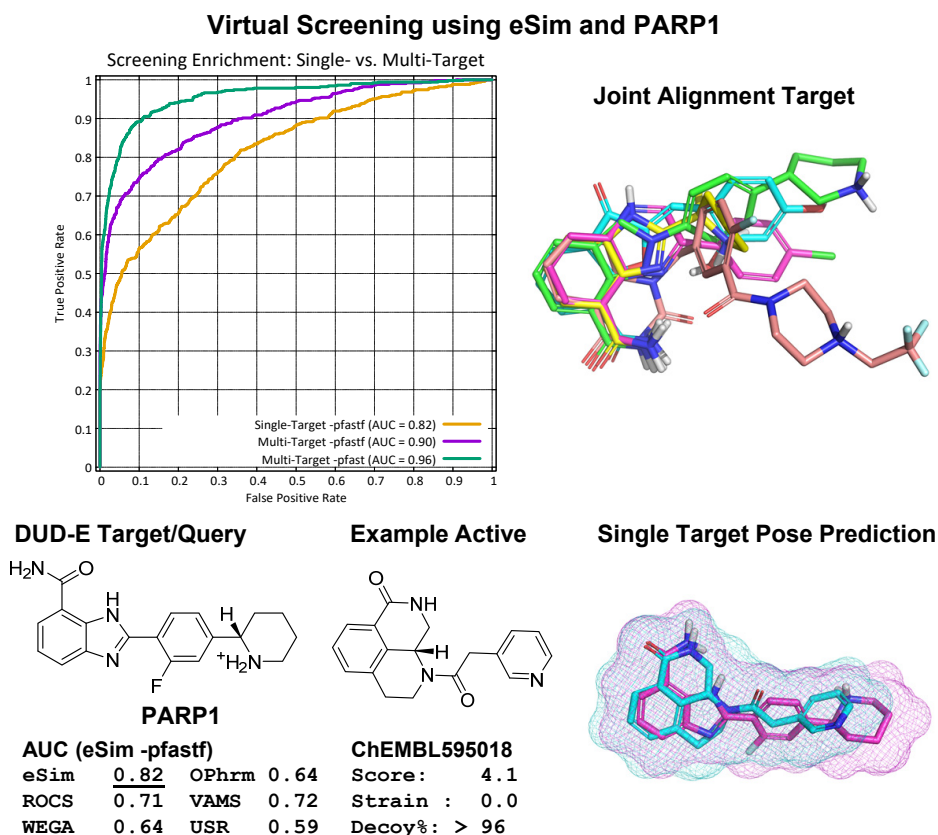 Virtual Screening using eSim and PARP1
Screening Enrichment: Single- vs. Multi-Target
1
0.9
0.8
0.7
0.6
0.5
0.4
0.3
0.2
0.1
0
True Positive Rate
Single-Target -pfastf (AUC = 0.82)
Multi-Target -pfastf (AUC = 0.90)
Multi-Target -pfast (AUC = 0.96)
0 0.1 0.2 0.3 0.4 0.5 0.6 0.7 0.8 0.9 1
False Positive Rate
Joint Alignment Target
DUD-E Target/Query
H2N O
H
N
N
F
H
+H2N
PARP1
AUC (eSim -pfastf)
eSim 0.82 OPhrm 0.64
ROCS 0.71 VAMS 0.72
WEGA 0.64 USR 0.59
Example Active
O
NH
H
N
O
N
ChEMBL595018
Score: 4.1
Strain : 0.0
Decoy%: > 96
Single Target Pose Prediction